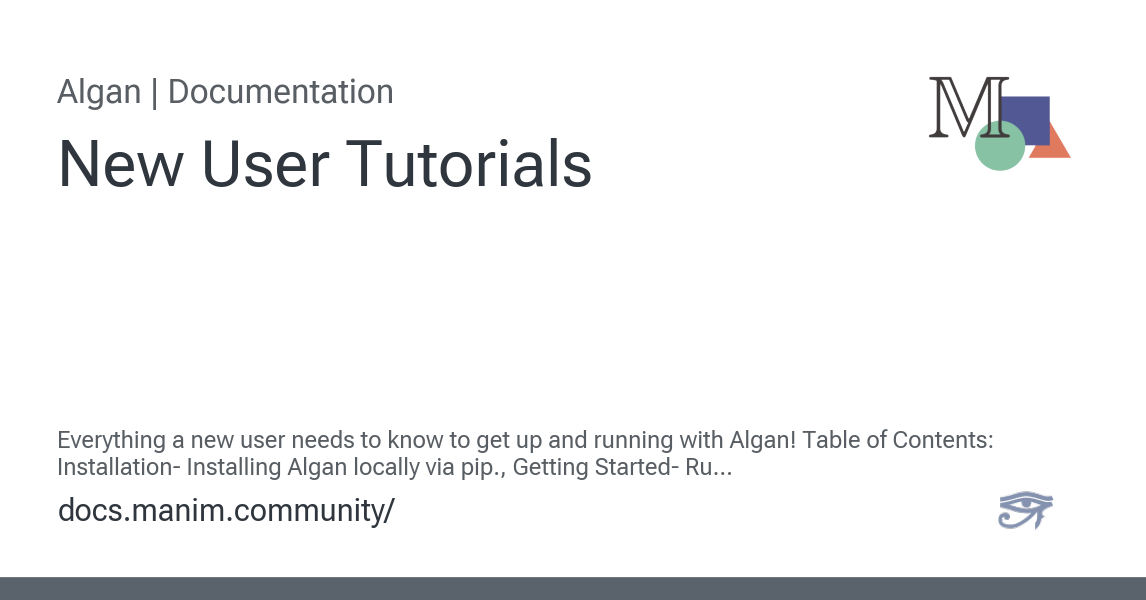 Algan | Documentation
M
New User Tutorials
Everything a new user needs to know to get up and running with Algan! Table of Contents:
Installation- Installing Algan locally via pip., Getting Started- Ru...
docs.manim.community/